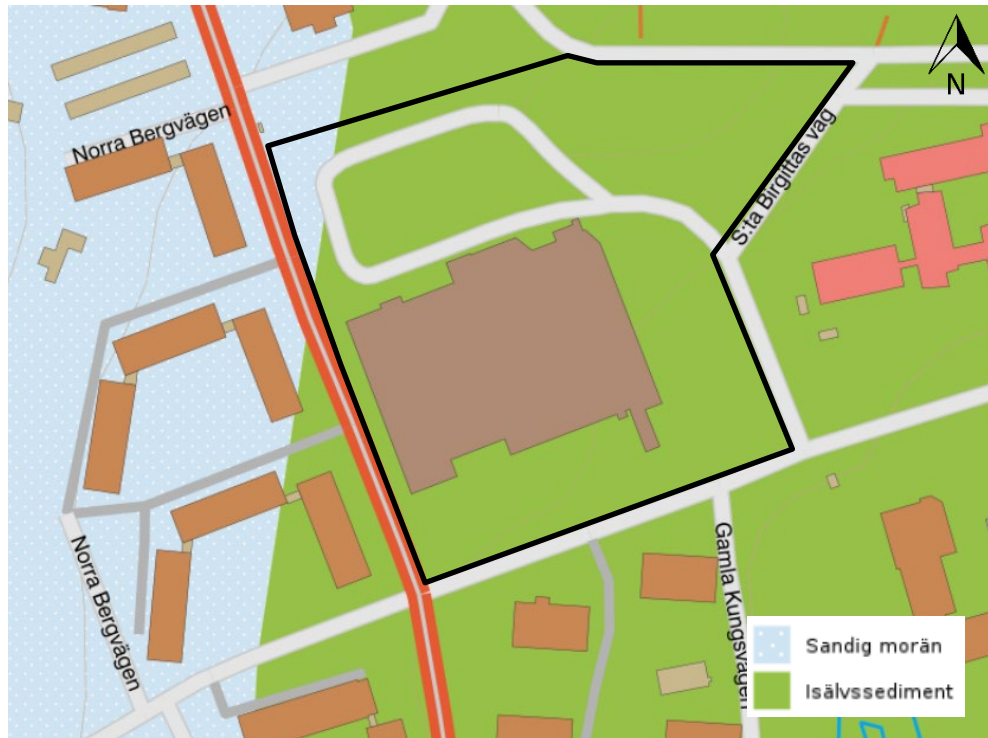 N
Norra Bergvägen
S:ta Birgittas väg
Norra Bergvägen
Gamla Kungsvägen
Sandig morän
Isälvssediment